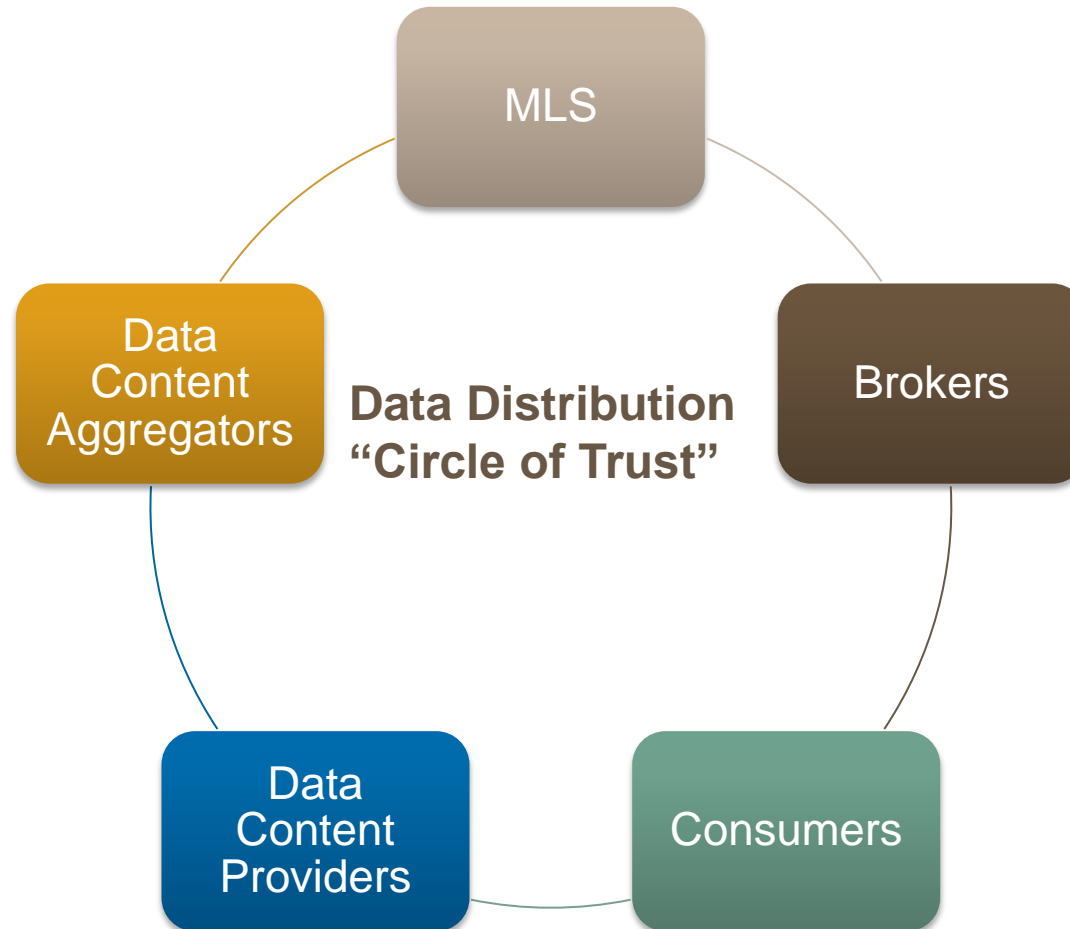 MLS
Brokers
Consumers
Data
Content
Providers
Data
Content
Aggregators
Data Distribution
“Circle of Trust”